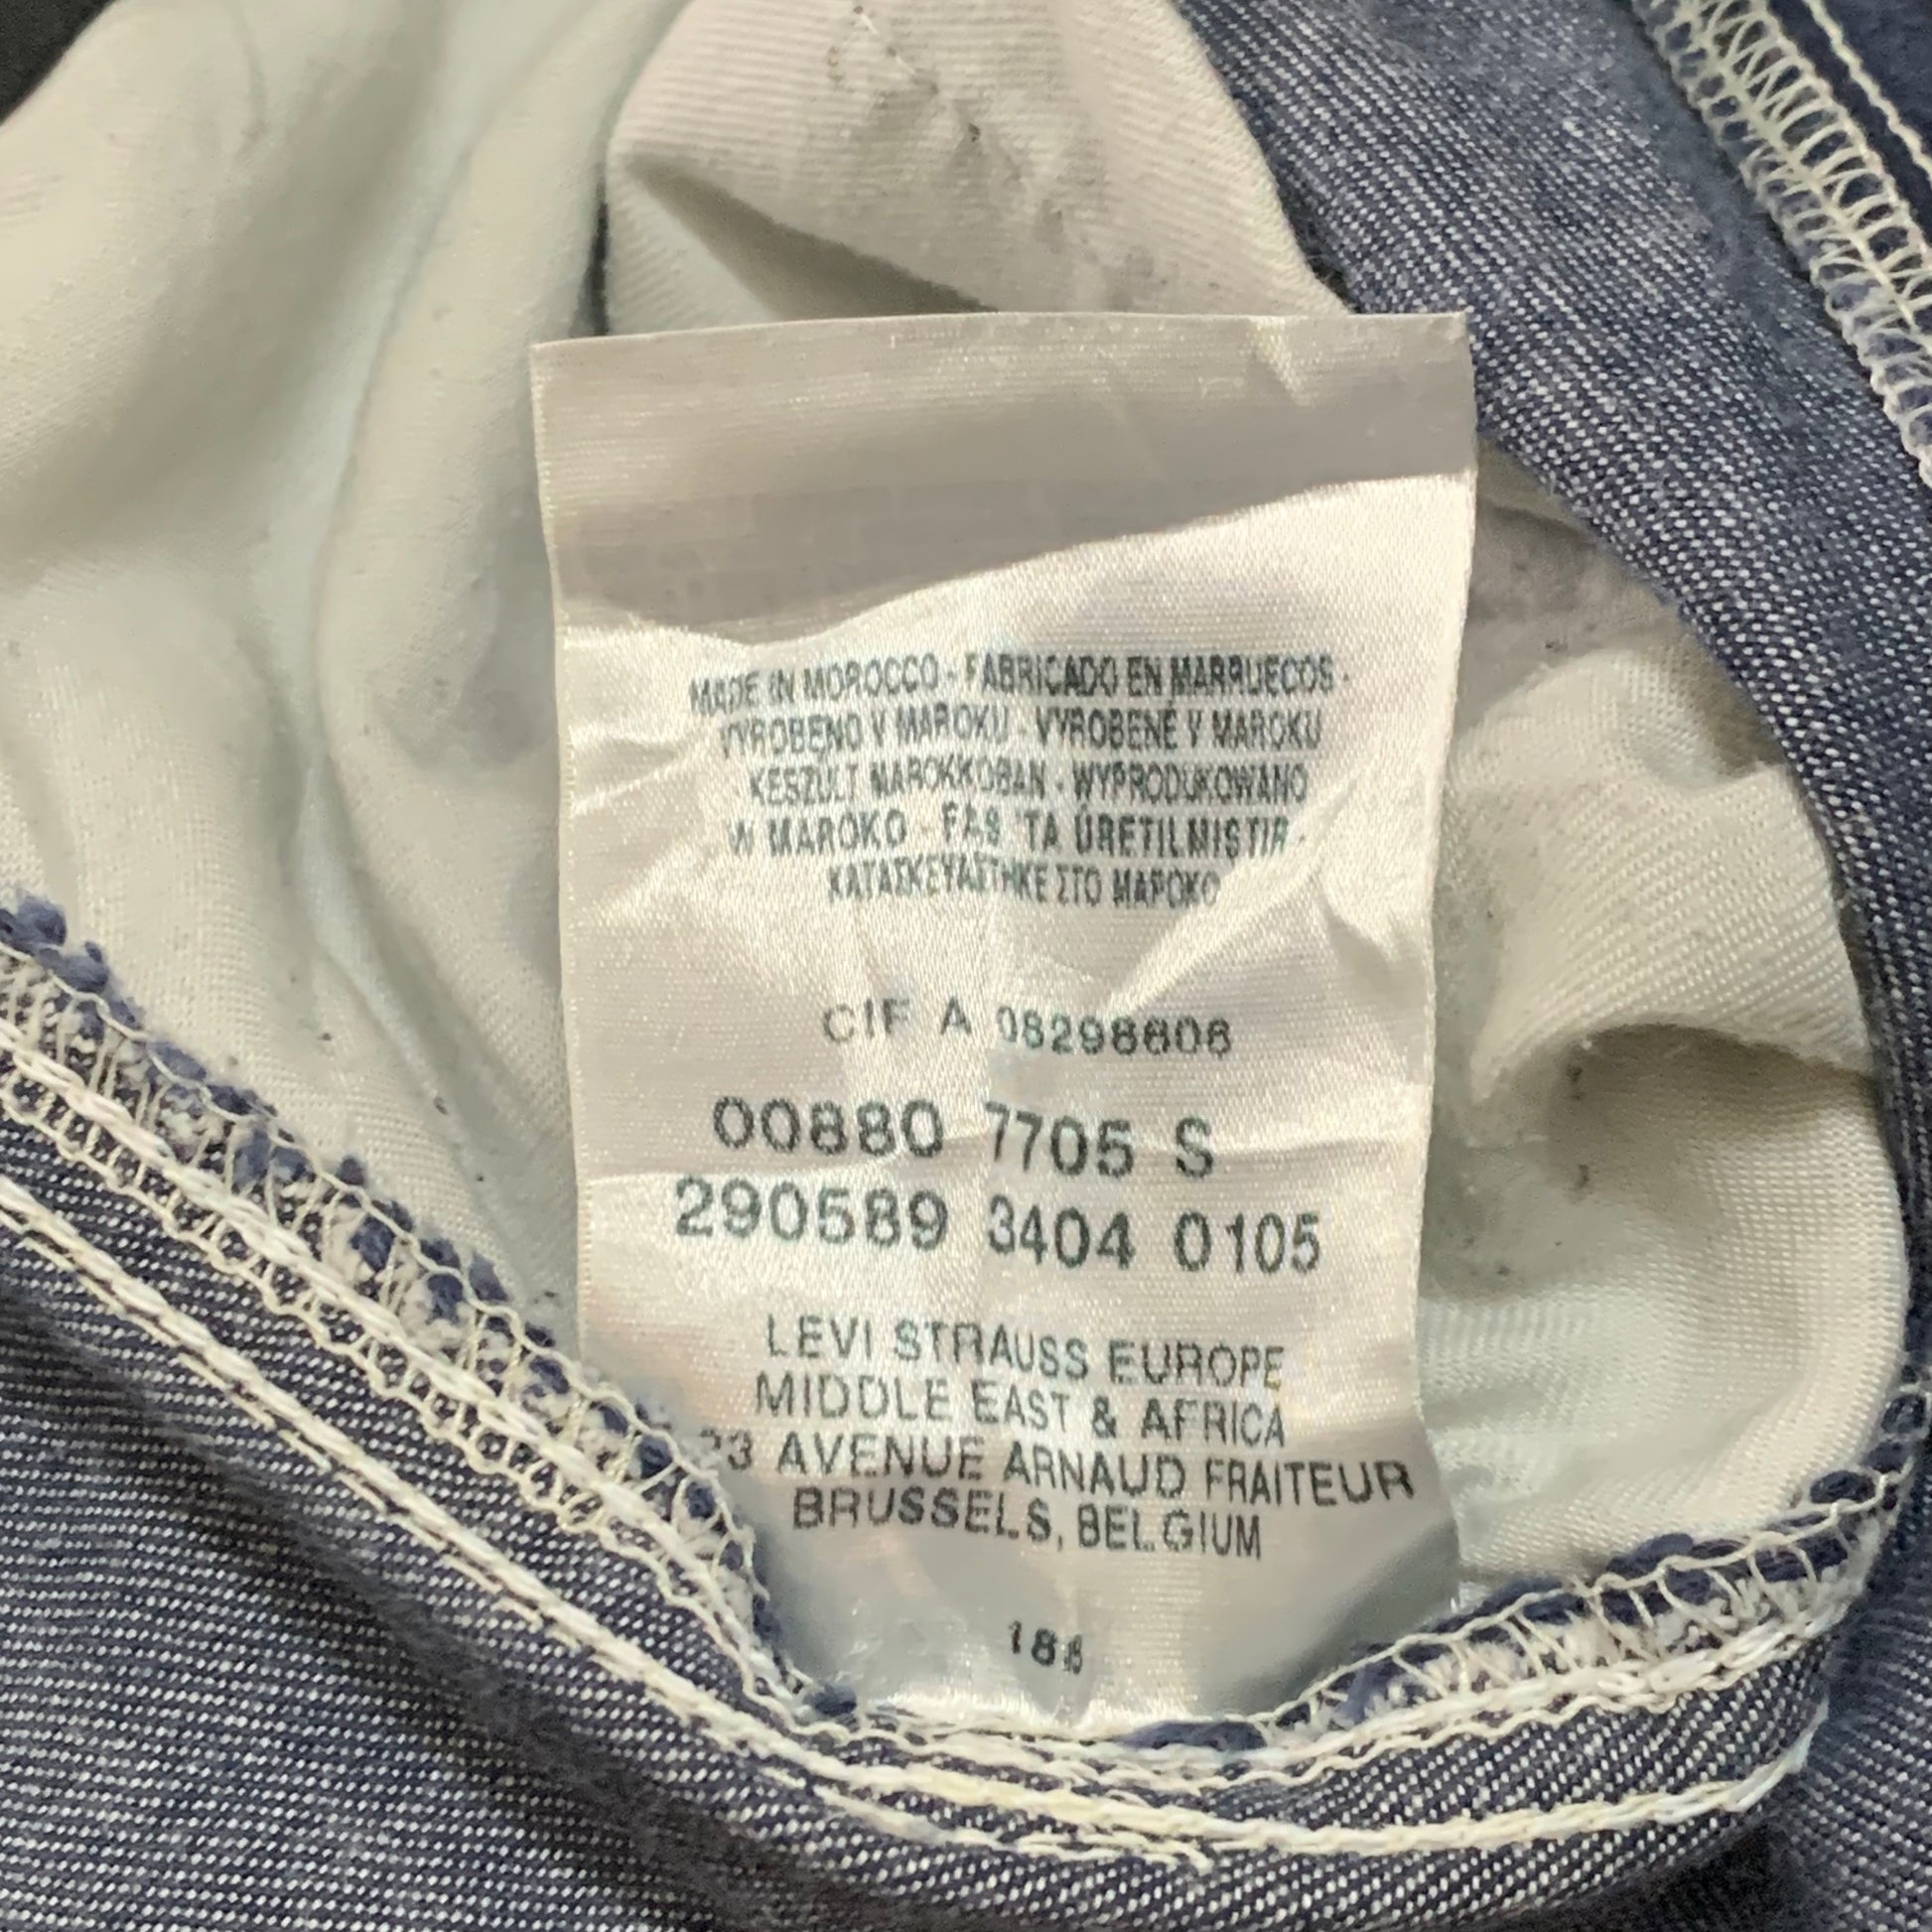 MADE IN MOROCCO - FABRICADO EN MARRUECOS -
VYROBENO V MAROKU - VYROBENÉ V MAROKU
KESZULT MAROKKOBAN - WYPRODUKOWANO
W MAROKO - FAS 'TA ÜRETILMISTIR -
ΚΑΤΑΣΚΕΥΑΣΤΗΚΕ ΣΤΟ ΜΑΡΟΚΟ
CIF A 08298606
00880 7705 S
290589 3404 0105
LEVI STRAUSS EUROPE
MIDDLE EAST & AFRICA
23 AVENUE ARNAUD FRAITEUR
BRUSSELS, BELGIUM